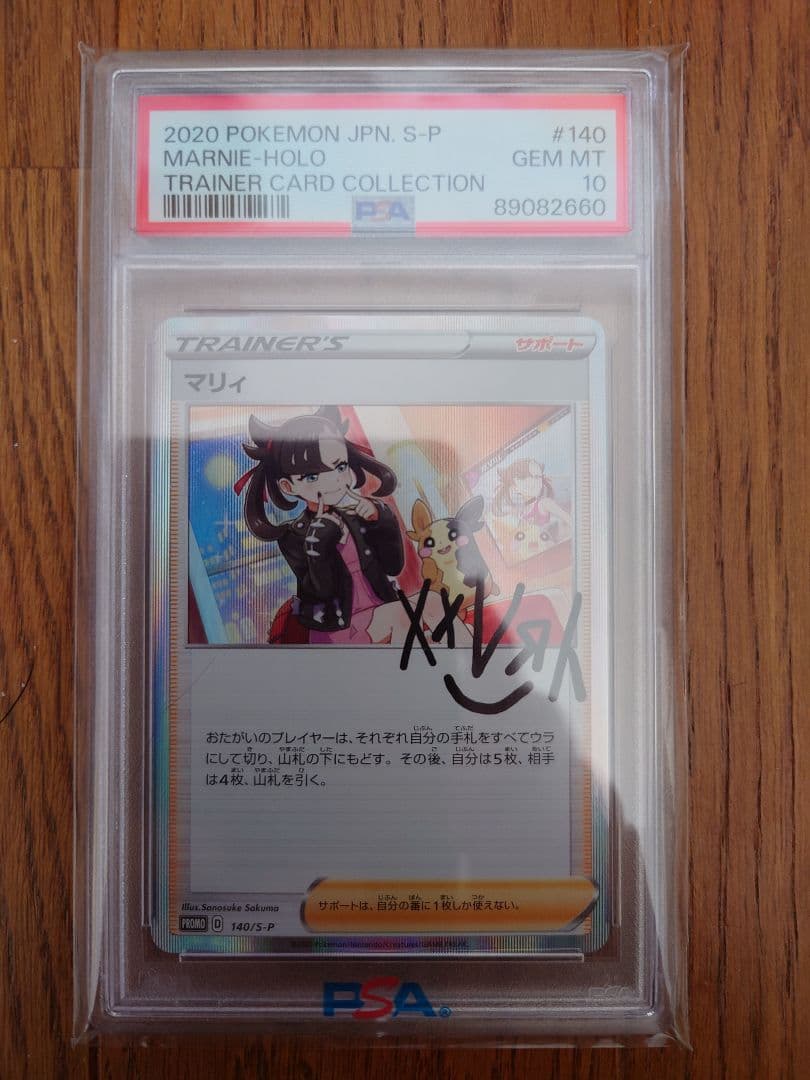 2020 POKEMON JPN. S-P #140
MARNIE-HOLO GEM MT
TRAINER CARD COLLECTION 10
PSA 89082660
TRAINER'S サポート
マリィ
おたがいのプレイヤーは、それぞれ自分の手札をすべてウラ
にして切り、山札の下にもどす。その後、自分は5枚、相手
は4枚、山札を引く。
Illus.Sanosuke Sakuma
サポートは、自分の番に1枚しか使えない。
PROMO D 140/S-P
PSA®